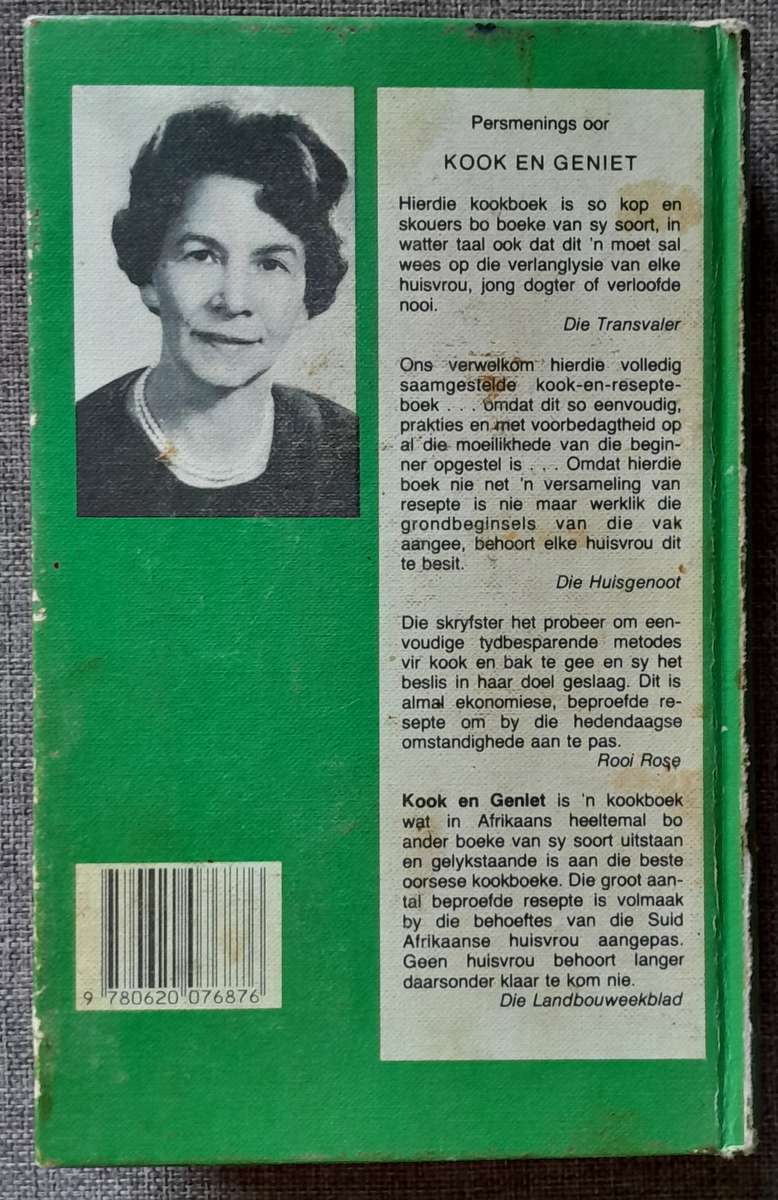 Persmenings oor
KOOK EN GENIET
Hierdie kookboek is so kop en
skouers bo boeke van sy soort, in
watter taal ook dat dit 'n moet sal
wees op die verlanglysie van elke
huisvrou, jong dogter of verloofde
nooi.
Die Transvaler
Ons verwelkom hierdie volledig
saamgestelde kook-en-resepte-
boek . . . omdat dit so eenvoudig,
prakties en met voorbedagtheid op
al die moeilikhede van die begin-
ner opgestel is . . . Omdat hierdie
boek nie net 'n versameling van
resepte is nie maar werklik die
grondbeginsels van die vak
aangee, behoort elke huisvrou dit
te besit.
Die Huisgenoot
Die skryfster het probeer om een-
voudige tydbesparende metodes
vir kook en bak te gee en sy het
beslis in haar doel geslaag. Dit is
almal ekonomiese, beproefde re-
septe om by die hedendaagse
omstandighede aan te pas.
Rooi Rose
Kook en Geniet is 'n kookboek
wat in Afrikaans heeltemal bo
ander boeke van sy soort uitstaan
en gelykstaande is aan die beste
oorsese kookboeke. Die groot aan-
tal beproefde resepte is volmaak
by die behoeftes van die Suid
Afrikaanse huisvrou aangepas.
Geen huisvrou behoort langer
daarsonder klaar te kom nie.
Die Landbouweekblad
9 780620 076876